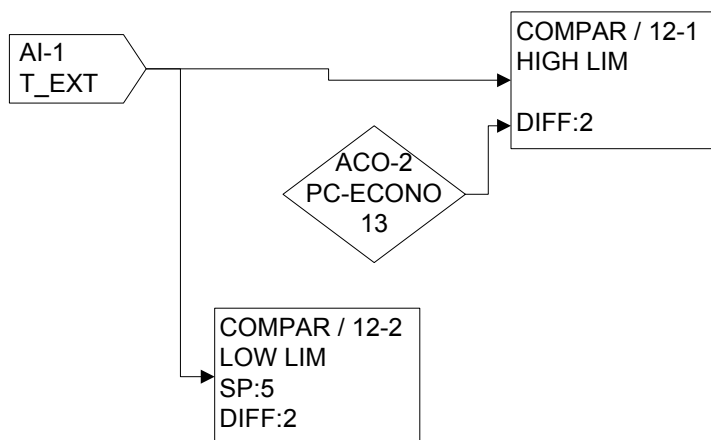 AI-1
T_EXT
COMPAR / 12-1
HIGH LIM
DIFF:2
ACO-2
PC-ECONO
13
COMPAR / 12-2
LOW LIM
SP:5
DIFF:2